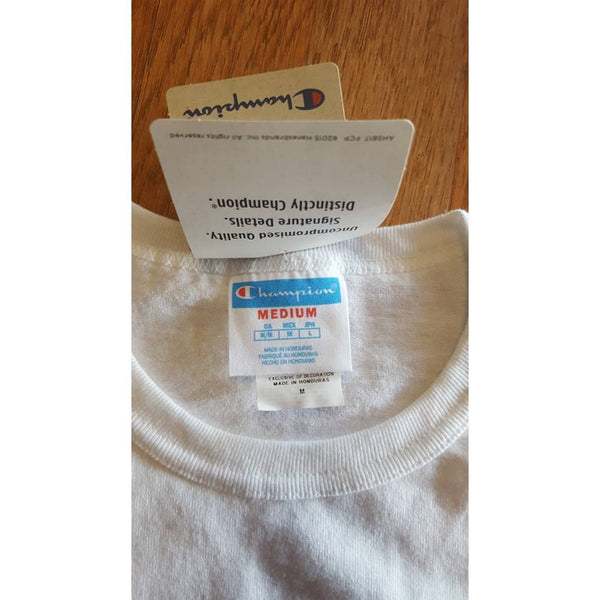 Champion
AH5817 FCP ©2015 Hanesbrands Inc. All rights reserved
Uncompromised Quality.
Signature Details.
Distinctly Champion®.
Champion
MEDIUM
CA MEX JPN
M/M M L
MADE IN HONDURAS
FABRIQUÉ AU HONDURAS
HECHO EN HONDURAS
EXCLUSIVE OF DECORATION
MADE IN HONDURAS
M